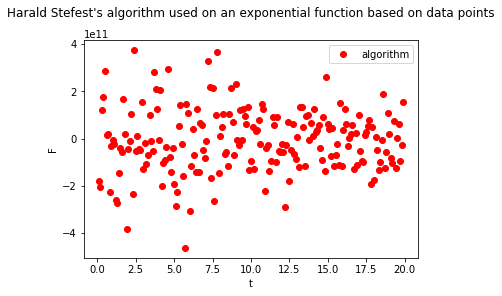 Harald Stefest's algorithm used on an exponential function based on data points
1e11
algorithm
4
2
0
−2
−4
F
0.0 2.5 5.0 7.5 10.0 12.5 15.0 17.5 20.0
t